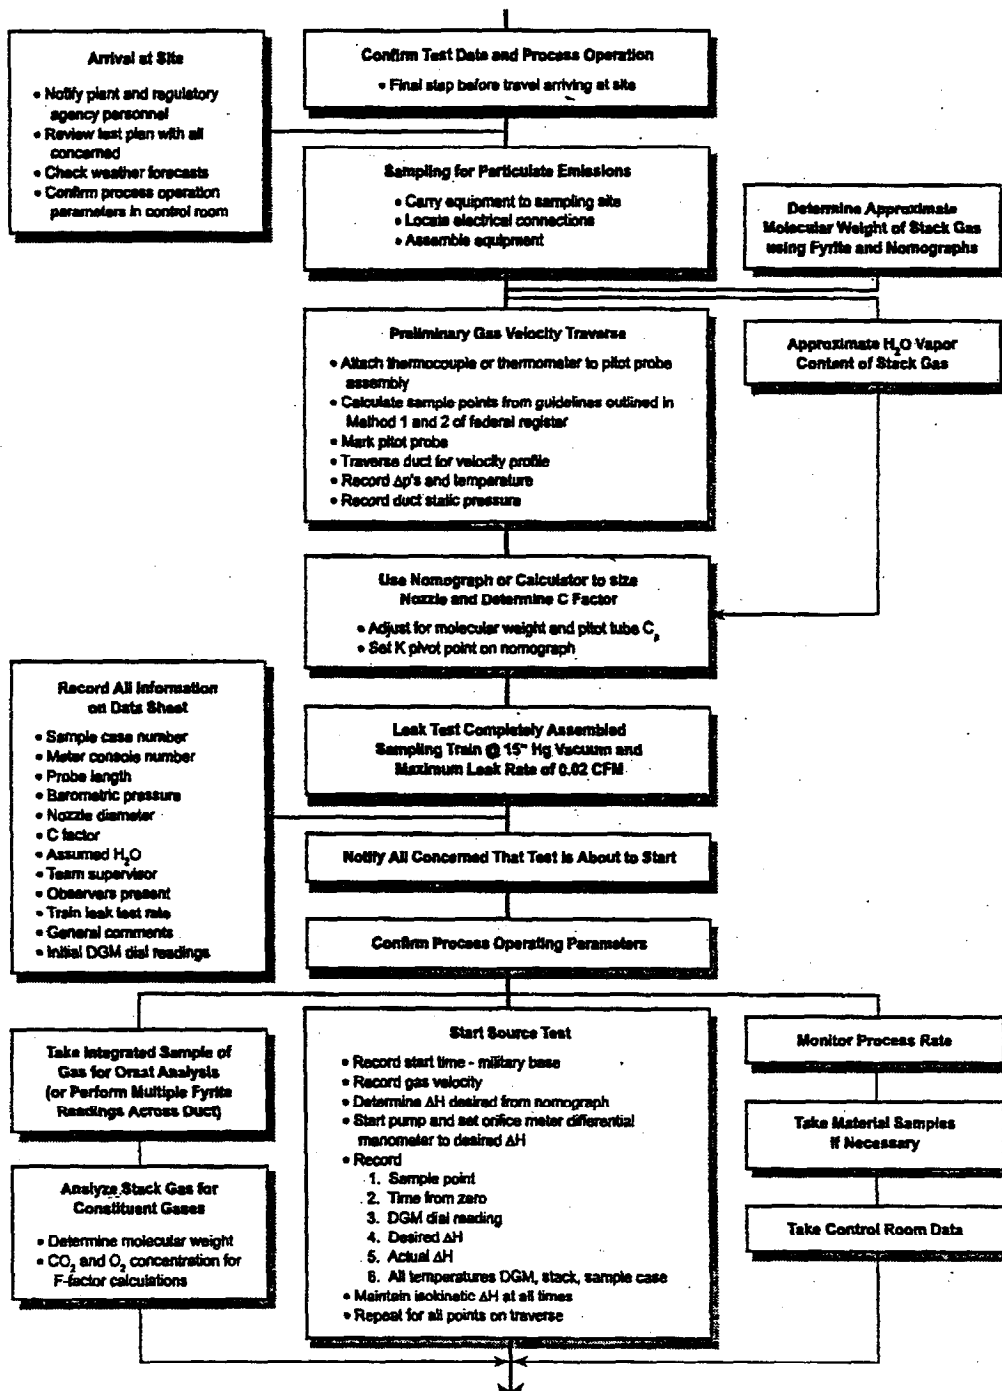 Arrival at Site
• Notify plant and regulatory
agency personnel
• Review test plan with all
concerned
• Check weather forecasts
• Confirm process operation
parameters in control room
Confirm Test Date and Process Operation
• Final step before travel arriving at site
Sampling for Particulate Emissions
• Carry equipment to sampling site
• Locate electrical connections
• Assemble equipment
Determine Approximate
Molecular Weight of Stack Gas
using Fyrite and Nomographs
Approximate H₂O Vapor
Content of Stack Gas
Preliminary Gas Velocity Traverse
• Attach thermocouple or thermometer to pitot probe
assembly
• Calculate sample points from guidelines outlined in
Method 1 and 2 of federal register
• Mark pitot probe
• Traverse duct for velocity profile
• Record Δp's and temperature
• Record duct static pressure
Use Nomograph or Calculator to size
Nozzle and Determine C Factor
• Adjust for molecular weight and pitot tube Cₚ
• Set K pivot point on nomograph
Record All Information
on Data Sheet
• Sample case number
• Meter console number
• Probe length
• Barometric pressure
• Nozzle diameter
• C factor
• Assumed H₂O
• Team supervisor
• Observers present
• Train leak test rate
• General comments
• Initial DGM dial readings
Leak Test Completely Assembled
Sampling Train @ 15" Hg Vacuum and
Maximum Leak Rate of 0.02 CFM
Notify All Concerned That Test is About to Start
Confirm Process Operating Parameters
Take Integrated Sample of
Gas for Orsat Analysis
(or Perform Multiple Fyrite
Readings Across Duct)
Analyze Stack Gas for
Constituent Gases
• Determine molecular weight
• CO₂ and O₂ concentration for
F-factor calculations
Start Source Test
• Record start time - military base
• Record gas velocity
• Determine ΔH desired from nomograph
• Start pump and set orifice meter differential
manometer to desired ΔH
• Record
1. Sample point
2. Time from zero
3. DGM dial reading
4. Desired ΔH
5. Actual ΔH
6. All temperatures DGM, stack, sample case
• Maintain isokinetic ΔH at all times
• Repeat for all points on traverse
Monitor Process Rate
Take Material Samples
if Necessary
Take Control Room Data